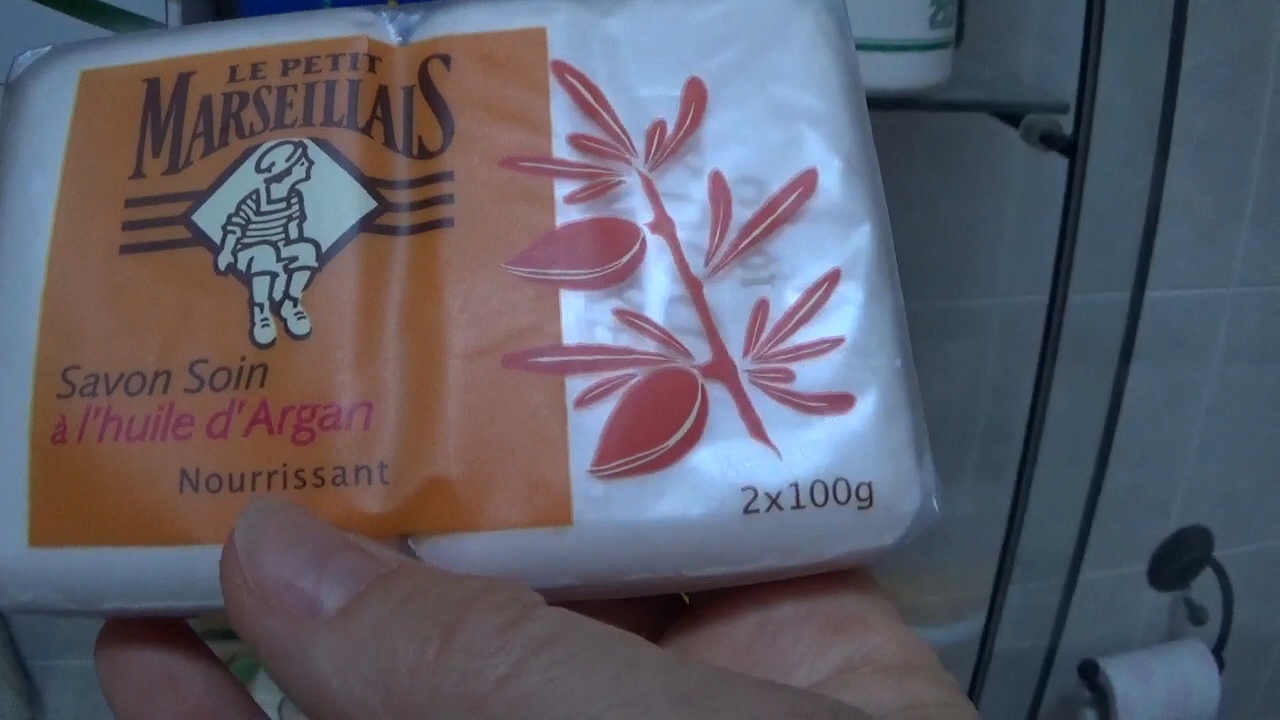 LE PETIT
MARSEILLAIS
Savon Soin
à l'huile d'Argan
Nourrissant
2x100g